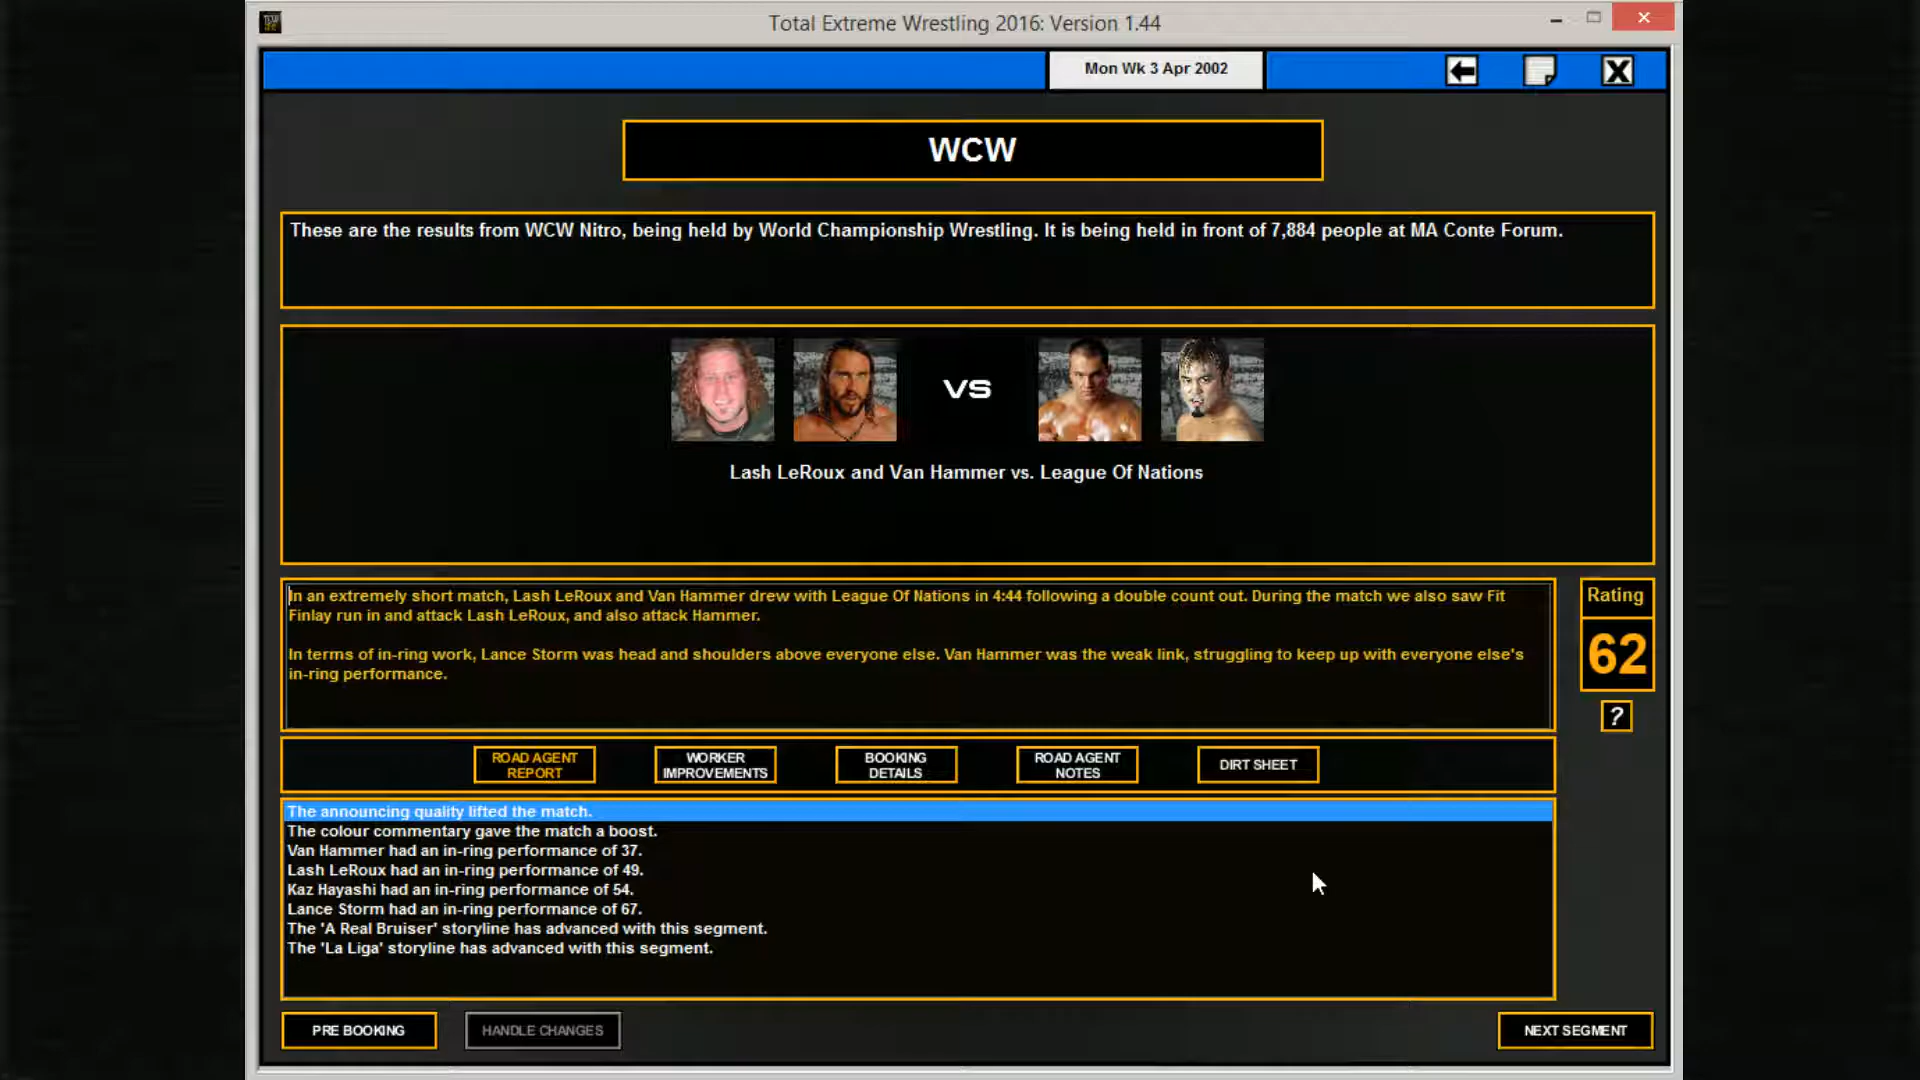 Total Extreme Wrestling 2016: Version 1.44
Mon Wk 3 Apr 2002
WCW
These are the results from WCW Nitro, being held by World Championship Wrestling. It is being held in front of 7,884 people at MA Conte Forum.
VS
Lash LeRoux and Van Hammer vs. League Of Nations
In an extremely short match, Lash LeRoux and Van Hammer drew with League Of Nations in 4:44 following a double count out. During the match we also saw Fit
Finlay run in and attack Lash LeRoux, and also attack Hammer.
In terms of in-ring work, Lance Storm was head and shoulders above everyone else. Van Hammer was the weak link, struggling to keep up with everyone else's
in-ring performance.
Rating
62
?
ROAD AGENT
REPORT
WORKER
IMPROVEMENTS
BOOKING
DETAILS
ROAD AGENT
NOTES
DIRT SHEET
The announcing quality lifted the match.
The colour commentary gave the match a boost.
Van Hammer had an in-ring performance of 37.
Lash LeRoux had an in-ring performance of 49.
Kaz Hayashi had an in-ring performance of 54.
Lance Storm had an in-ring performance of 67.
The 'A Real Bruiser' storyline has advanced with this segment.
The 'La Liga' storyline has advanced with this segment.
PRE BOOKING
HANDLE CHANGES
NEXT SEGMENT